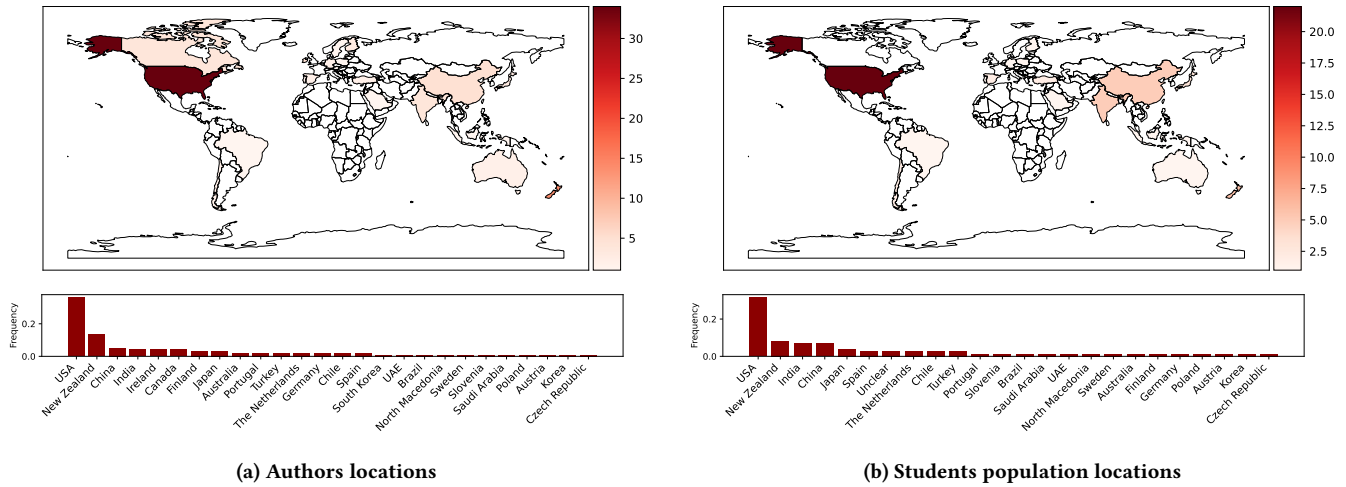 30
25
20
15
10
5
0.2
0.0
Frequency
USA
New Zealand
China
India
Ireland
Canada
Finland
Japan
Australia
Portugal
Turkey
The Netherlands
Germany
Chile
Spain
South Korea
UAE
Brazil
North Macedonia
Sweden
Slovenia
Saudi Arabia
Poland
Austria
Korea
Czech Republic
(a) Authors locations
20.0
17.5
15.0
12.5
10.0
7.5
5.0
2.5
0.2
0.0
Frequency
USA
New Zealand
India
China
Japan
Spain
Unclear
The Netherlands
Chile
Turkey
Portugal
Slovenia
Brazil
Saudi Arabia
UAE
North Macedonia
Sweden
Australia
Finland
Germany
Poland
Austria
Korea
Czech Republic
(b) Students population locations